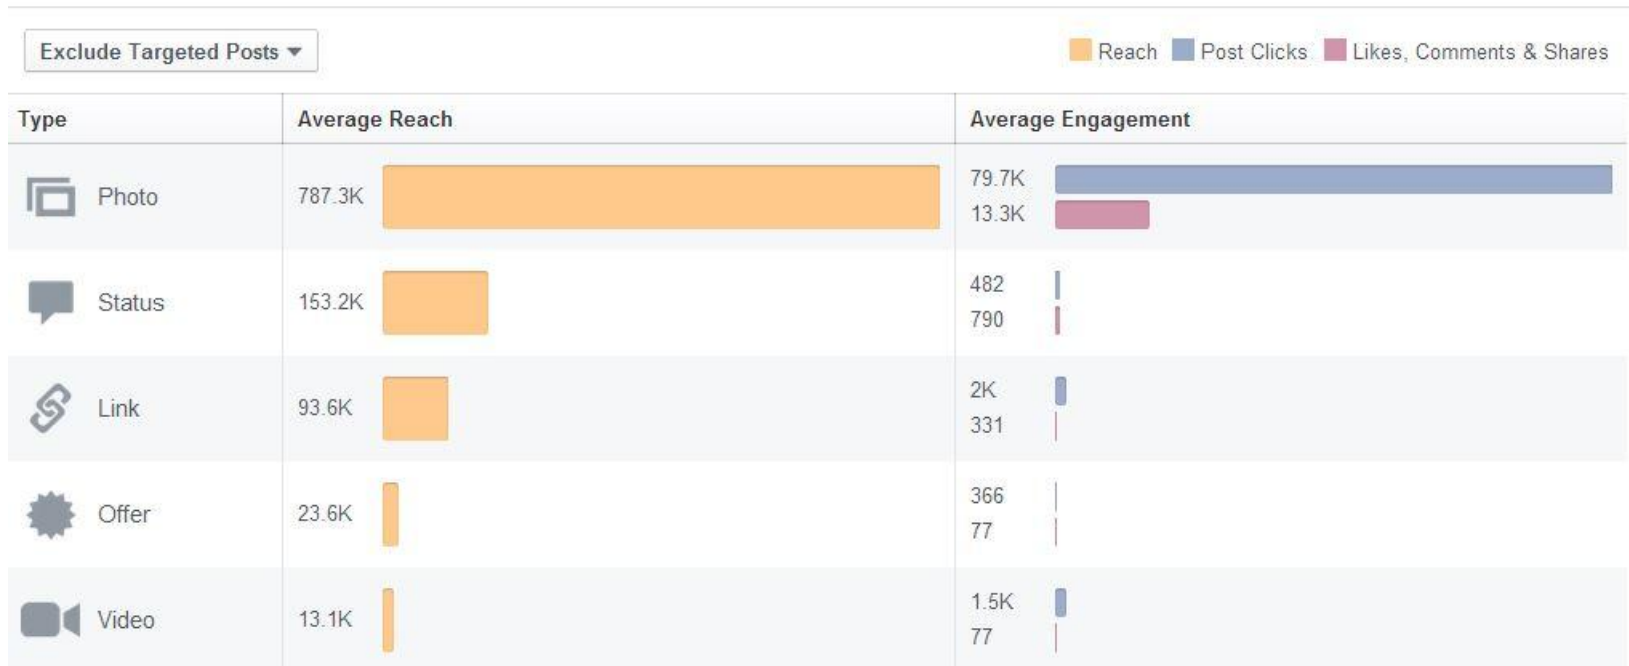 Exclude Targeted Posts
Reach Post Clicks Likes, Comments & Shares
Type Average Reach Average Engagement
Photo 787.3K 79.7K
13.3K
Status 153.2K 482
790
Link 93.6K 2K
331
Offer 23.6K 366
77
Video 13.1K 1.5K
77